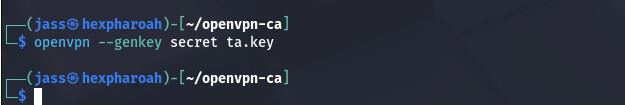 ┌──(jass㉿hexpharoah)-[~/openvpn-ca]
└─$ openvpn --genkey secret ta.key
┌──(jass㉿hexpharoah)-[~/openvpn-ca]
└─$